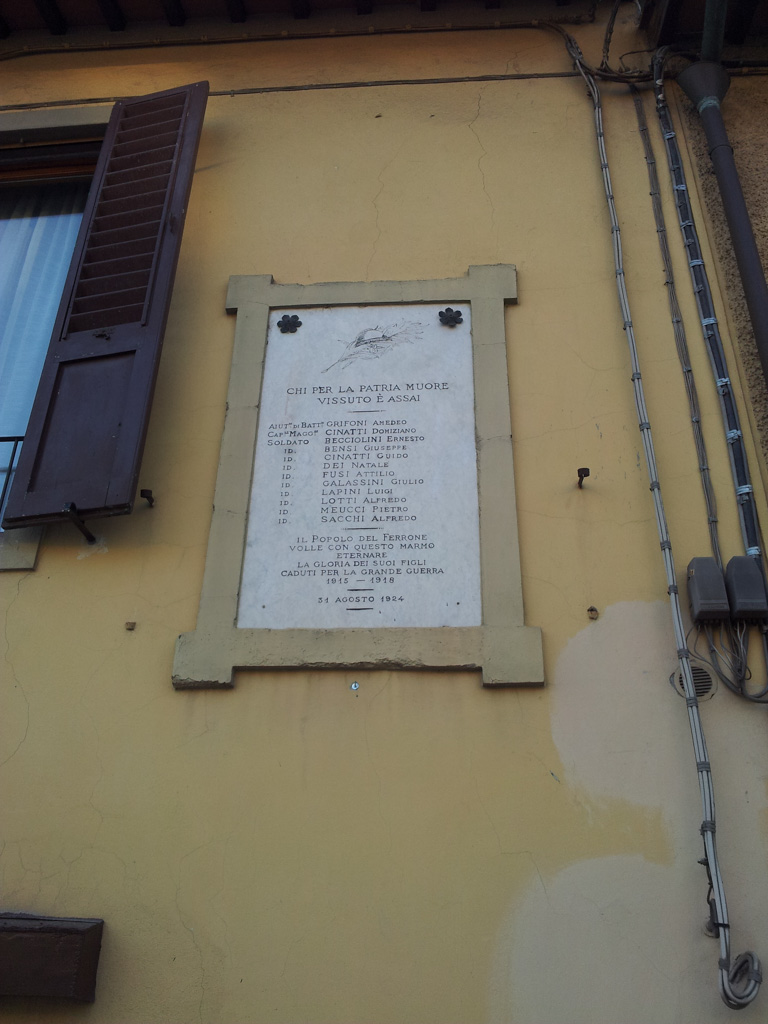 CHI PER LA PATRIA MUORE
VISSUTO È ASSAI
AIUT.te DI BATT.e GRIFONI AMEDEO
CAP.le MAGG.re CINATTI DOMIZIANO
SOLDATO BECCIOLINI ERNESTO
ID. BENSI GIUSEPPE
ID. CINATTI GUIDO
ID. DEI NATALE
ID. FUSI ATTILIO
ID. GALASSINI GIULIO
ID. LAPINI LUIGI
ID. LOTTI ALFREDO
ID. MEUCCI PIETRO
ID. SACCHI ALFREDO
IL POPOLO DEL FERRONE
VOLLE CON QUESTO MARMO
ETERNARE
LA GLORIA DEI SUOI FIGLI
CADUTI PER LA GRANDE GUERRA
1915 — 1918
31 AGOSTO 1924